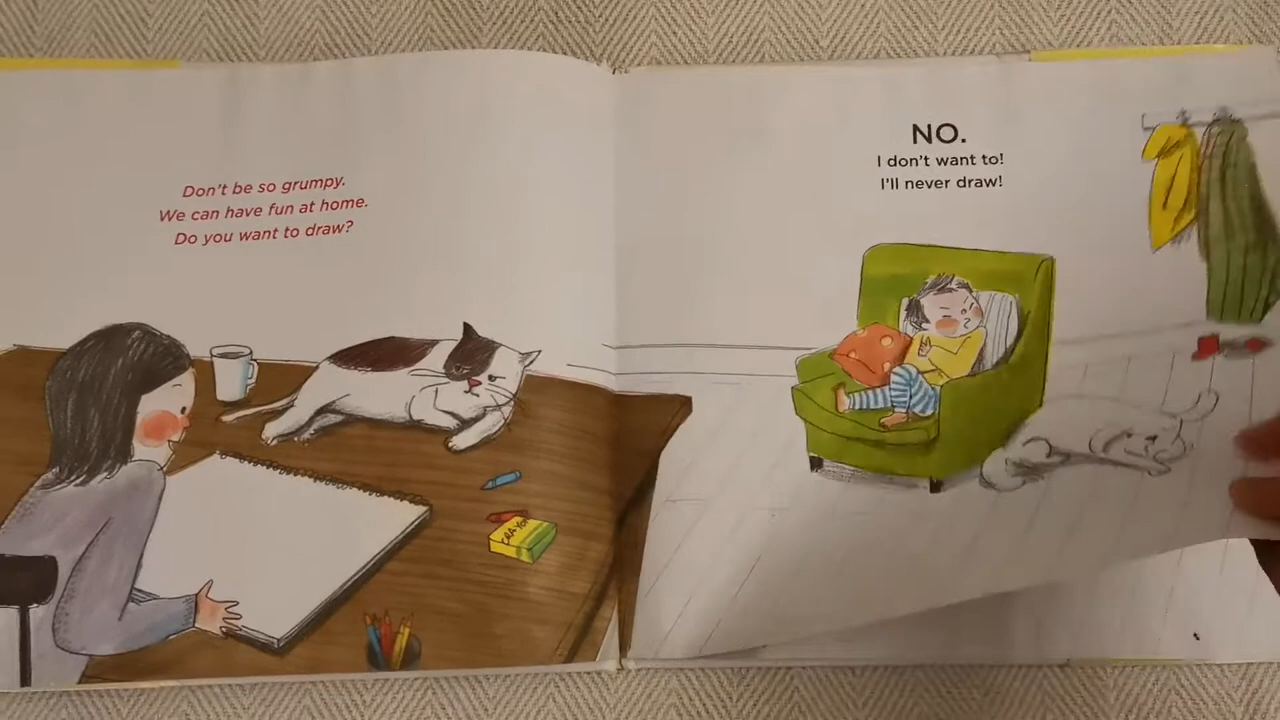 Don't be so grumpy.
We can have fun at home.
Do you want to draw?
NO.
I don't want to!
I'll never draw!
CRAYON